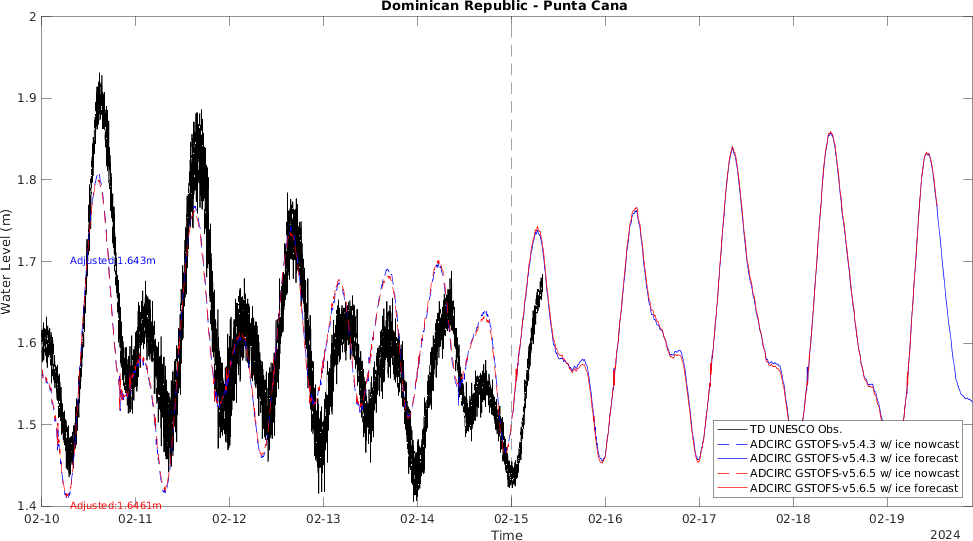 Dominican Republic - Punta Cana
2
1.9
1.8
1.7
1.6
1.5
1.4
Water Level (m)
Adjusted:1.643m
Adjusted:1.6461m
TD UNESCO Obs.
ADCIRC GSTOFS-v5.4.3 w/ ice nowcast
ADCIRC GSTOFS-v5.4.3 w/ ice forecast
ADCIRC GSTOFS-v5.6.5 w/ ice nowcast
ADCIRC GSTOFS-v5.6.5 w/ ice forecast
02-10 02-11 02-12 02-13 02-14 02-15 02-16 02-17 02-18 02-19
Time
2024